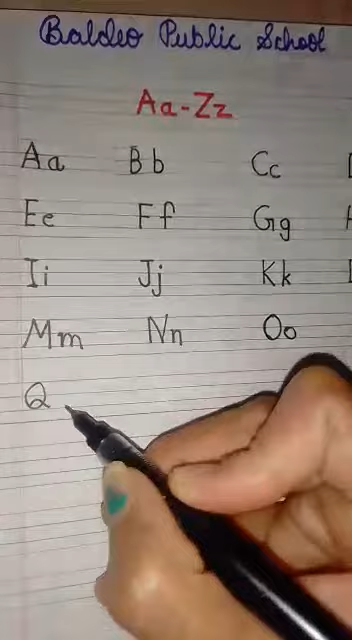 Baldeo Public School
Aa-Zz
Aa Bb Cc
Ee Ff Gg
Ii Jj Kk
Mm Nn Oo
Q